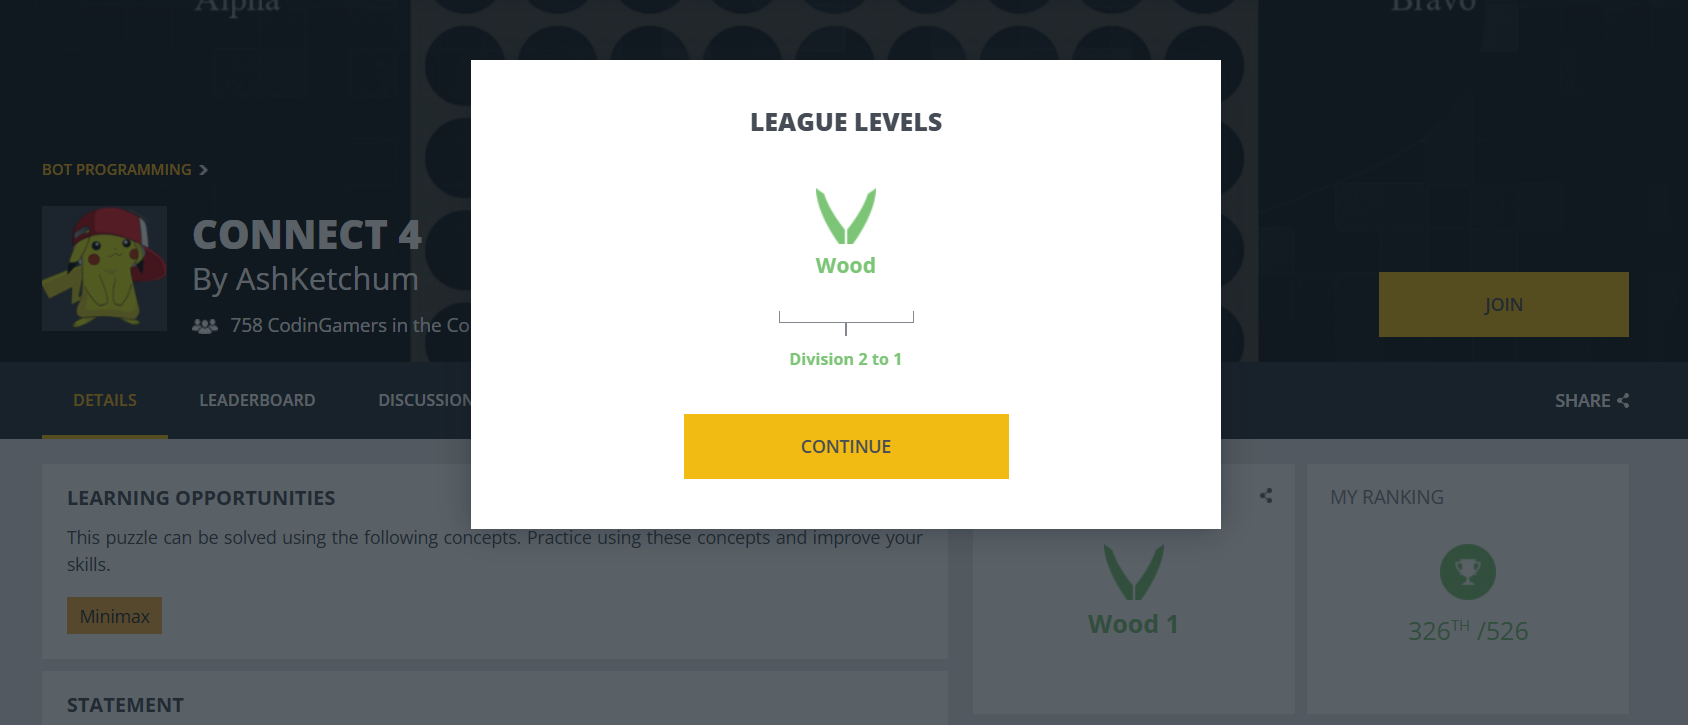 Alpha
Bravo
LEAGUE LEVELS
Wood
Division 2 to 1
CONTINUE
BOT PROGRAMMING
CONNECT 4
By AshKetchum
758 CodinGamers in the Co
JOIN
DETAILS LEADERBOARD DISCUSSION SHARE
LEARNING OPPORTUNITIES
This puzzle can be solved using the following concepts. Practice using these concepts and improve your
skills.
Minimax
STATEMENT
Wood 1
MY RANKING
326TH /526